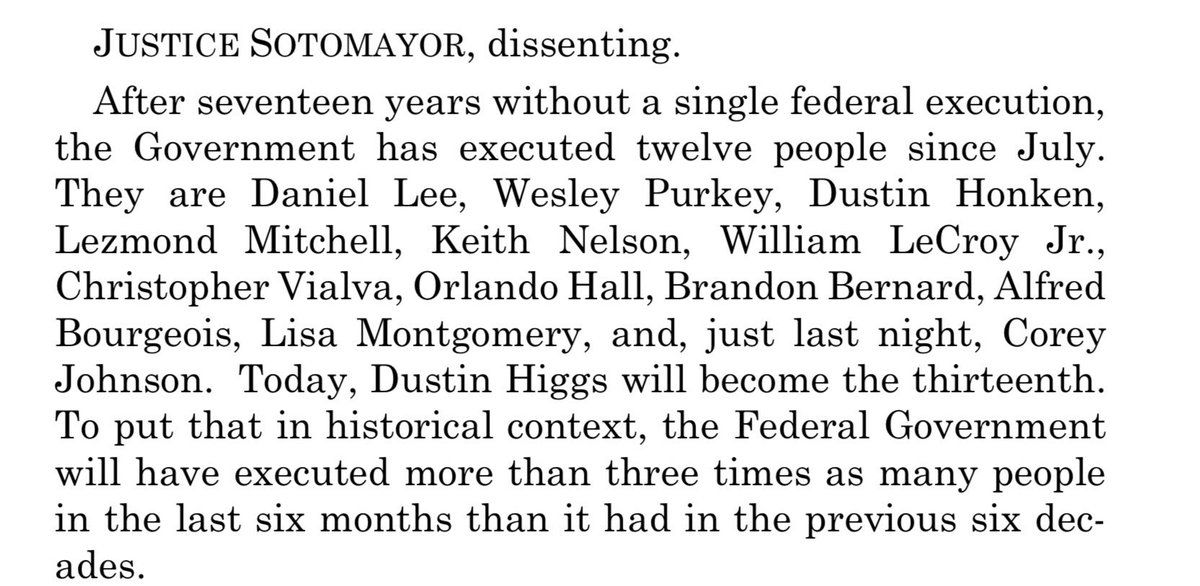 JUSTICE SOTOMAYOR, dissenting.
After seventeen years without a single federal execution,
the Government has executed twelve people since July.
They are Daniel Lee, Wesley Purkey, Dustin Honken,
Lezmond Mitchell, Keith Nelson, William LeCroy Jr.,
Christopher Vialva, Orlando Hall, Brandon Bernard, Alfred
Bourgeois, Lisa Montgomery, and, just last night, Corey
Johnson. Today, Dustin Higgs will become the thirteenth.
To put that in historical context, the Federal Government
will have executed more than three times as many people
in the last six months than it had in the previous six dec-
ades.